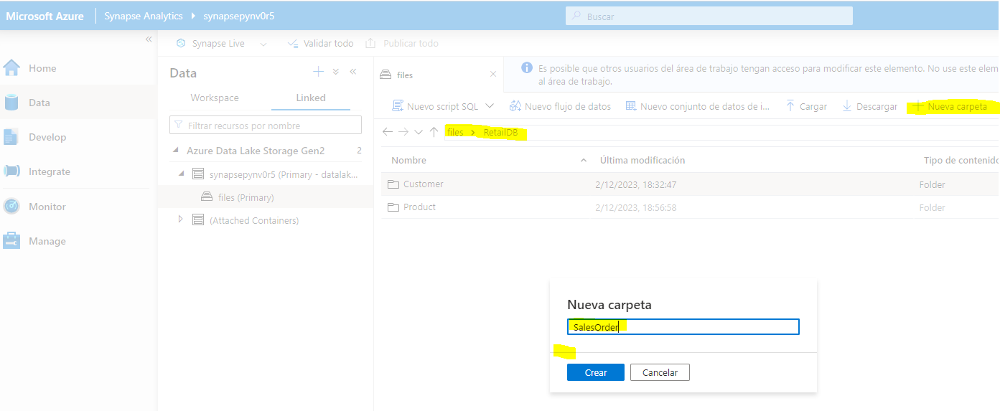 Microsoft Azure | Synapse Analytics ▸ synapsepynv0r5
Buscar
«
Synapse Live
Validar todo
Publicar todo
Home
Data
Develop
Integrate
Monitor
Manage
Data
Workspace
Linked
Filtrar recursos por nombre
Azure Data Lake Storage Gen2 2
synapsepynv0r5 (Primary - datalak...
files (Primary)
(Attached Containers)
files
Es posible que otros usuarios del área de trabajo tengan acceso para modificar este elemento. No use este elem
al área de trabajo.
Nuevo script SQL
Nuevo flujo de datos
Nuevo conjunto de datos de i...
Cargar
Descargar
Nueva carpeta
files > RetailDB
Nombre Última modificación Tipo de contenido
Customer 2/12/2023, 18:32:47 Folder
Product 2/12/2023, 18:56:58 Folder
Nueva carpeta
SalesOrder
Crear
Cancelar